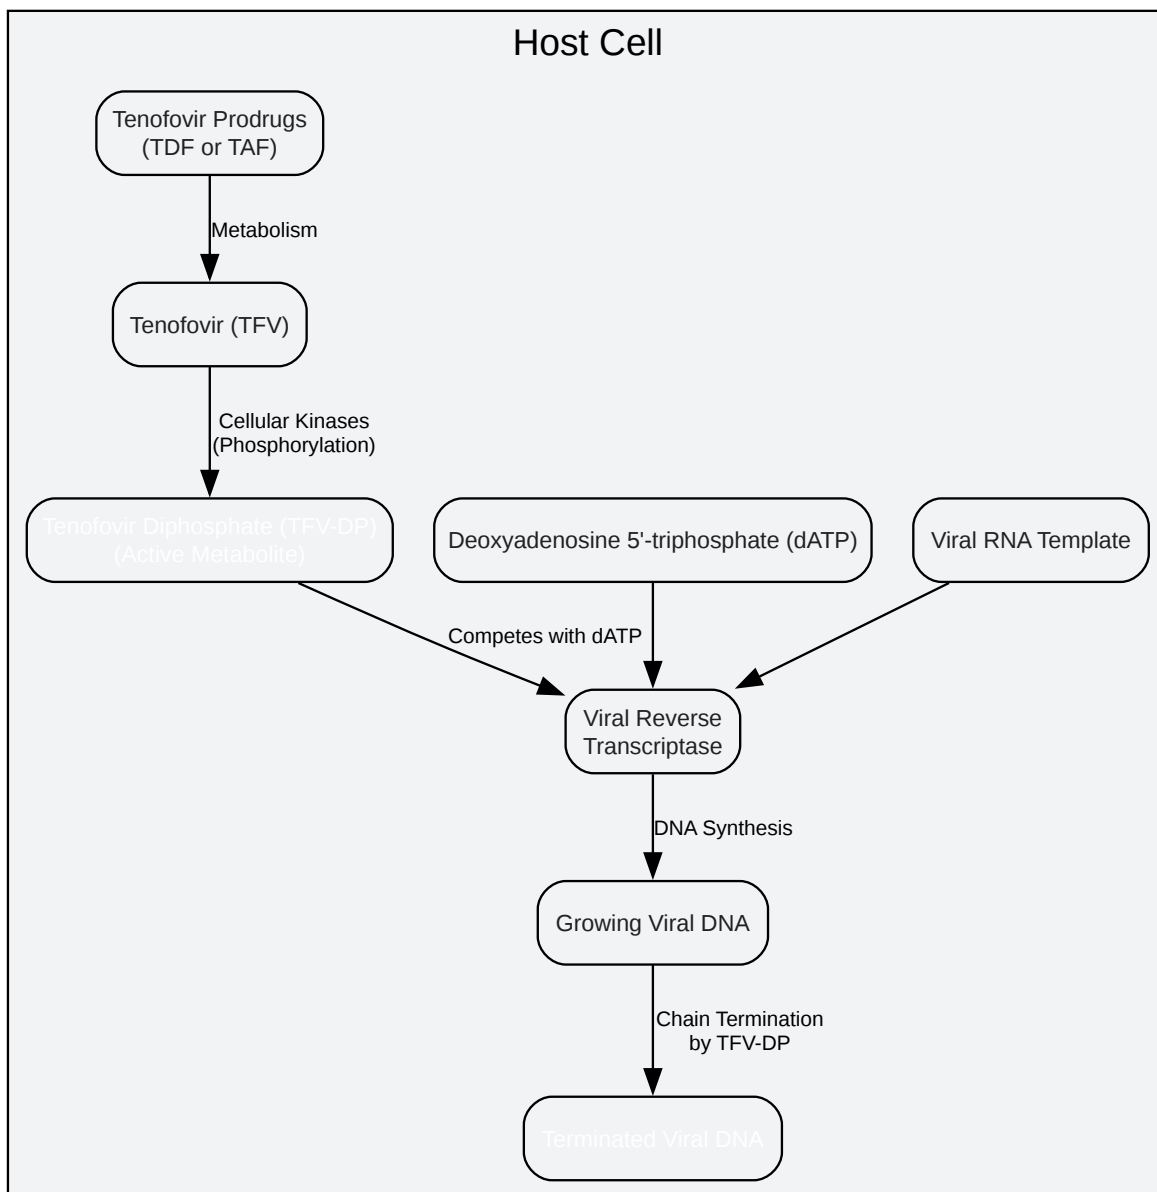 Host Cell
Tenofovir Prodrugs
(TDF or TAF)
Metabolism
Tenofovir (TFV)
Cellular Kinases
(Phosphorylation)
Tenofovir Diphosphate (TFV-DP)
(Active Metabolite)
Deoxyadenosine 5'-triphosphate (dATP)
Viral RNA Template
Competes with dATP
Viral Reverse
Transcriptase
DNA Synthesis
Growing Viral DNA
Chain Termination
by TFV-DP
Terminated Viral DNA